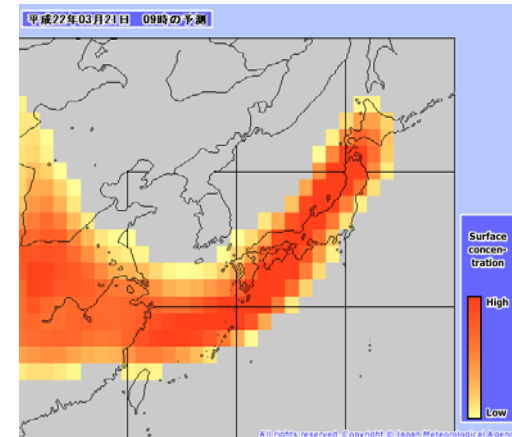 平成22年03月21日 09時の予測
Surface
concen-
tration
High
Low
All rights reserved. Copyright © Japan Meteorological Agency